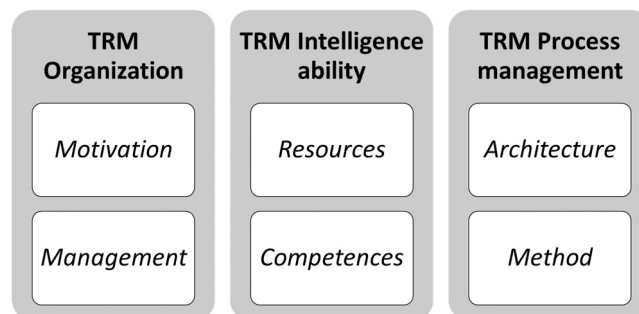 TRM
Organization
Motivation
Management
TRM Intelligence
ability
Resources
Competences
TRM Process
management
Architecture
Method